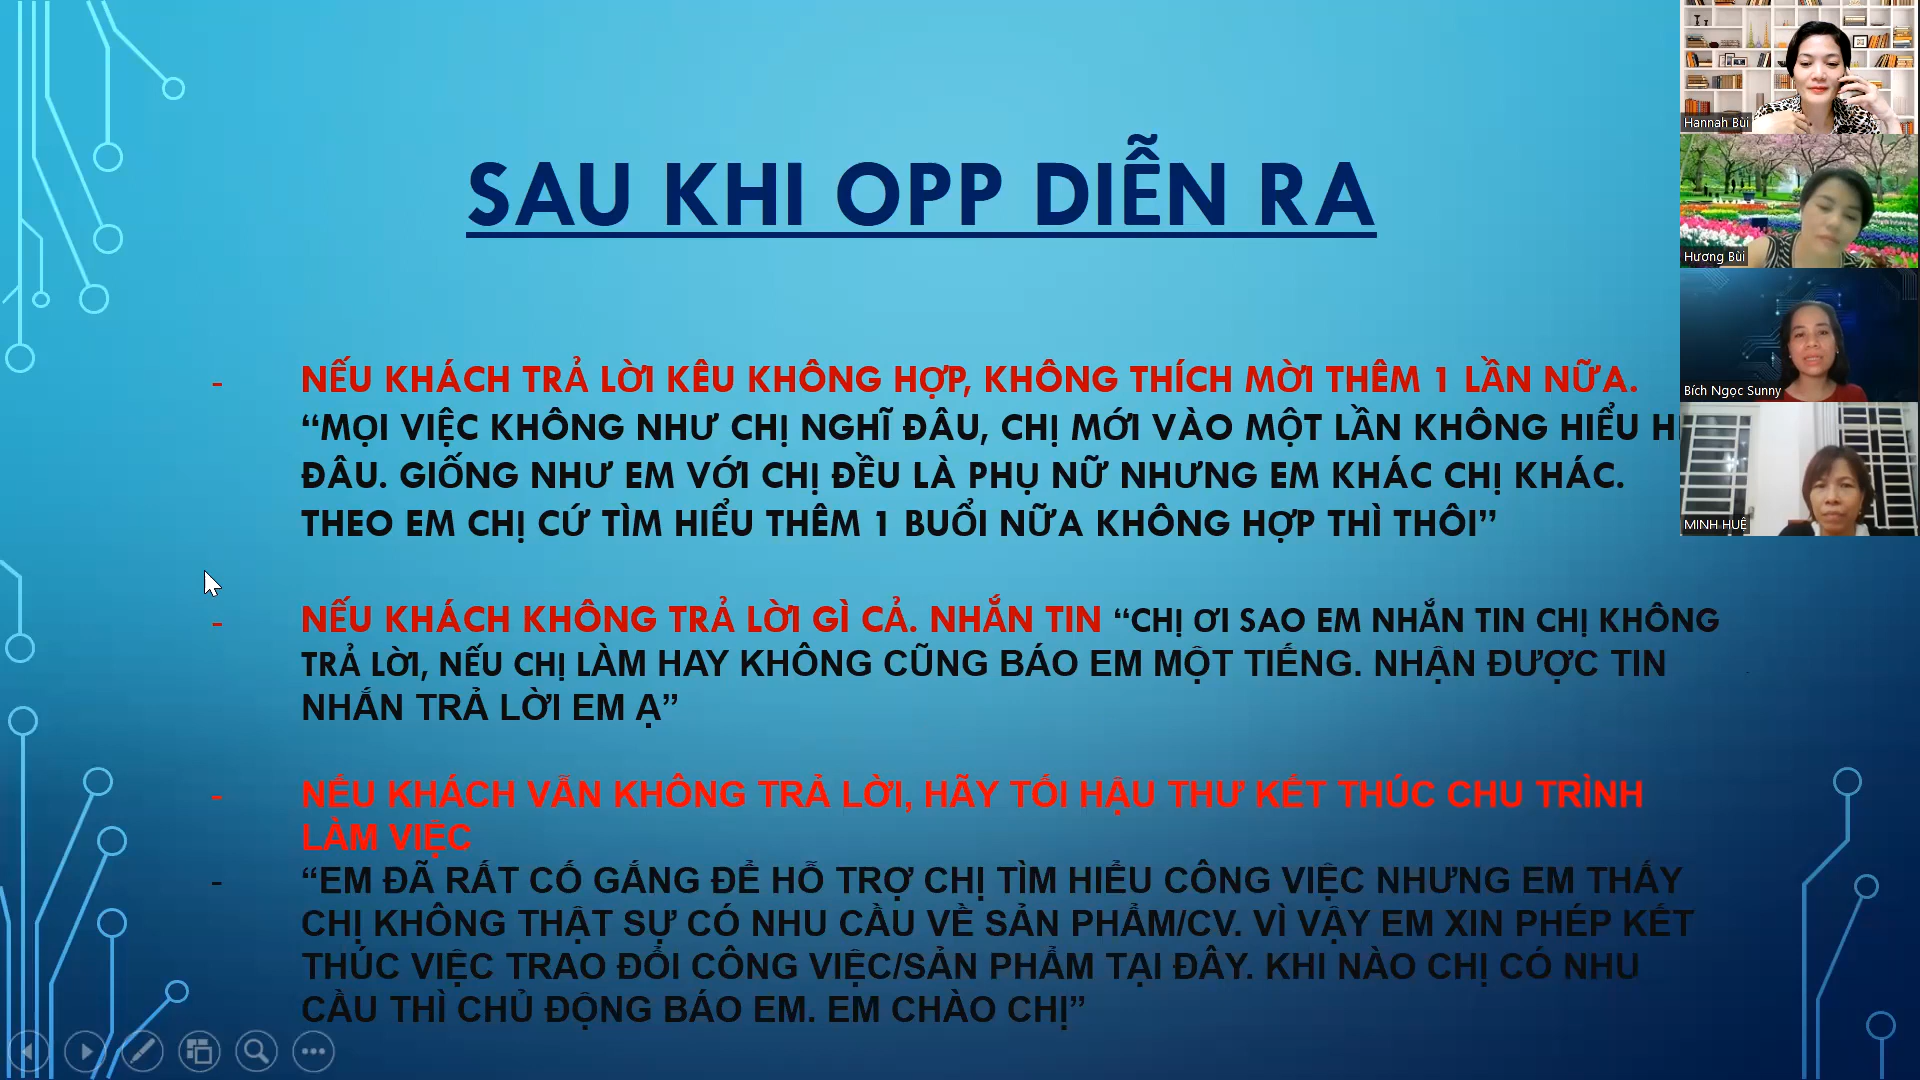 SAU KHI OPP DIỄN RA
- NẾU KHÁCH TRẢ LỜI KÊU KHÔNG HỢP, KHÔNG THÍCH MỜI THÊM 1 LẦN NỮA.
“MỌI VIỆC KHÔNG NHƯ CHỊ NGHĨ ĐÂU, CHỊ MỚI VÀO MỘT LẦN KHÔNG HIỂU
ĐÂU. GIỐNG NHƯ EM VỚI CHỊ ĐỀU LÀ PHỤ NỮ NHƯNG EM KHÁC CHỊ KHÁC.
THEO EM CHỊ CỨ TÌM HIỂU THÊM 1 BUỔI NỮA KHÔNG HỢP THÌ THÔI”
- NẾU KHÁCH KHÔNG TRẢ LỜI GÌ CẢ. NHẮN TIN “CHỊ ƠI SAO EM NHẮN TIN CHỊ KHÔNG
TRẢ LỜI, NẾU CHỊ LÀM HAY KHÔNG CŨNG BÁO EM MỘT TIẾNG. NHẬN ĐƯỢC TIN
NHẮN TRẢ LỜI EM Ạ”
- NẾU KHÁCH VẪN KHÔNG TRẢ LỜI, HÃY TỐI HẬU THƯ KẾT THÚC CHU TRÌNH
LÀM VIỆC
- “EM ĐÃ RẤT CỐ GẮNG ĐỂ HỖ TRỢ CHỊ TÌM HIỂU CÔNG VIỆC NHƯNG EM THẤY
CHỊ KHÔNG THẬT SỰ CÓ NHU CẦU VỀ SẢN PHẨM/CV. VÌ VẬY EM XIN PHÉP KẾT
THÚC VIỆC TRAO ĐỔI CÔNG VIỆC/SẢN PHẨM TẠI ĐÂY. KHI NÀO CHỊ CÓ NHU
CẦU THÌ CHỦ ĐỘNG BÁO EM. EM CHÀO CHỊ”
Hannah Bùi
Hương Bùi
Bích Ngọc Sunny
MINH HUỆ